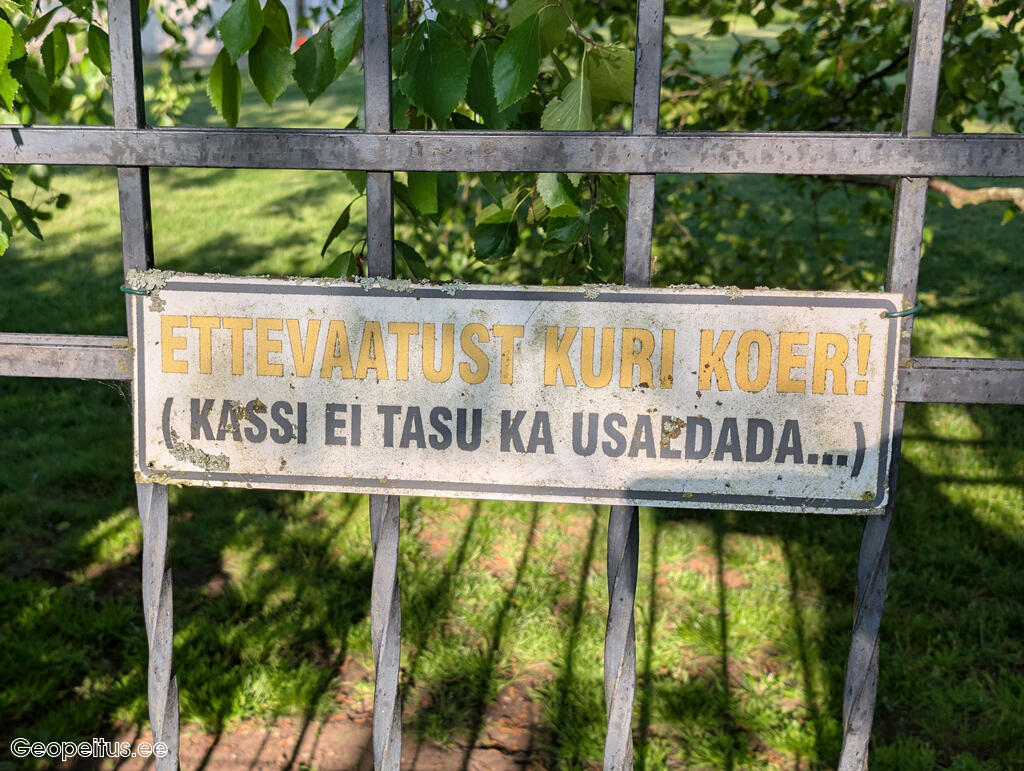 ETTEVAATUST KURI KOER!
( KASSI EI TASU KA USALDADA...)
Geopeitus.ee